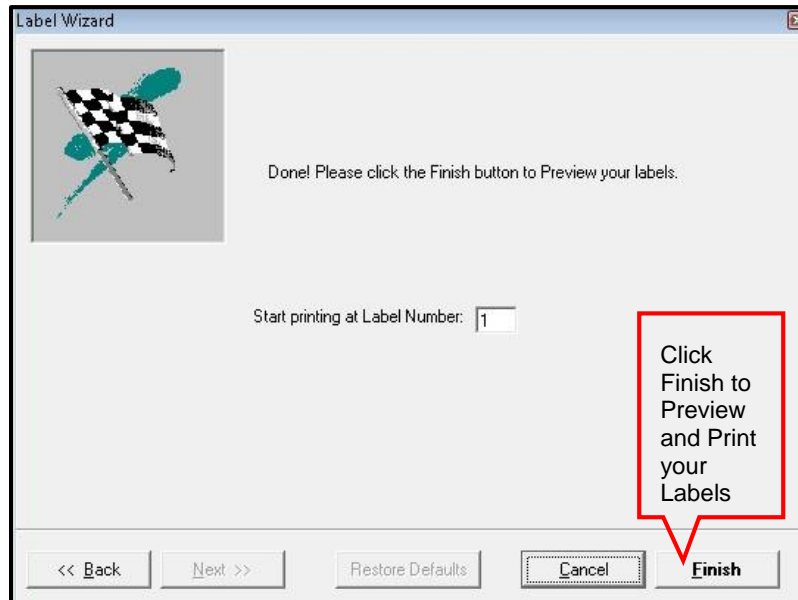 Label Wizard
Done! Please click the Finish button to Preview your labels.
Start printing at Label Number: 1
Click
Finish to
Preview
and Print
your
Labels
<< Back Next >> Restore Defaults Cancel Finish